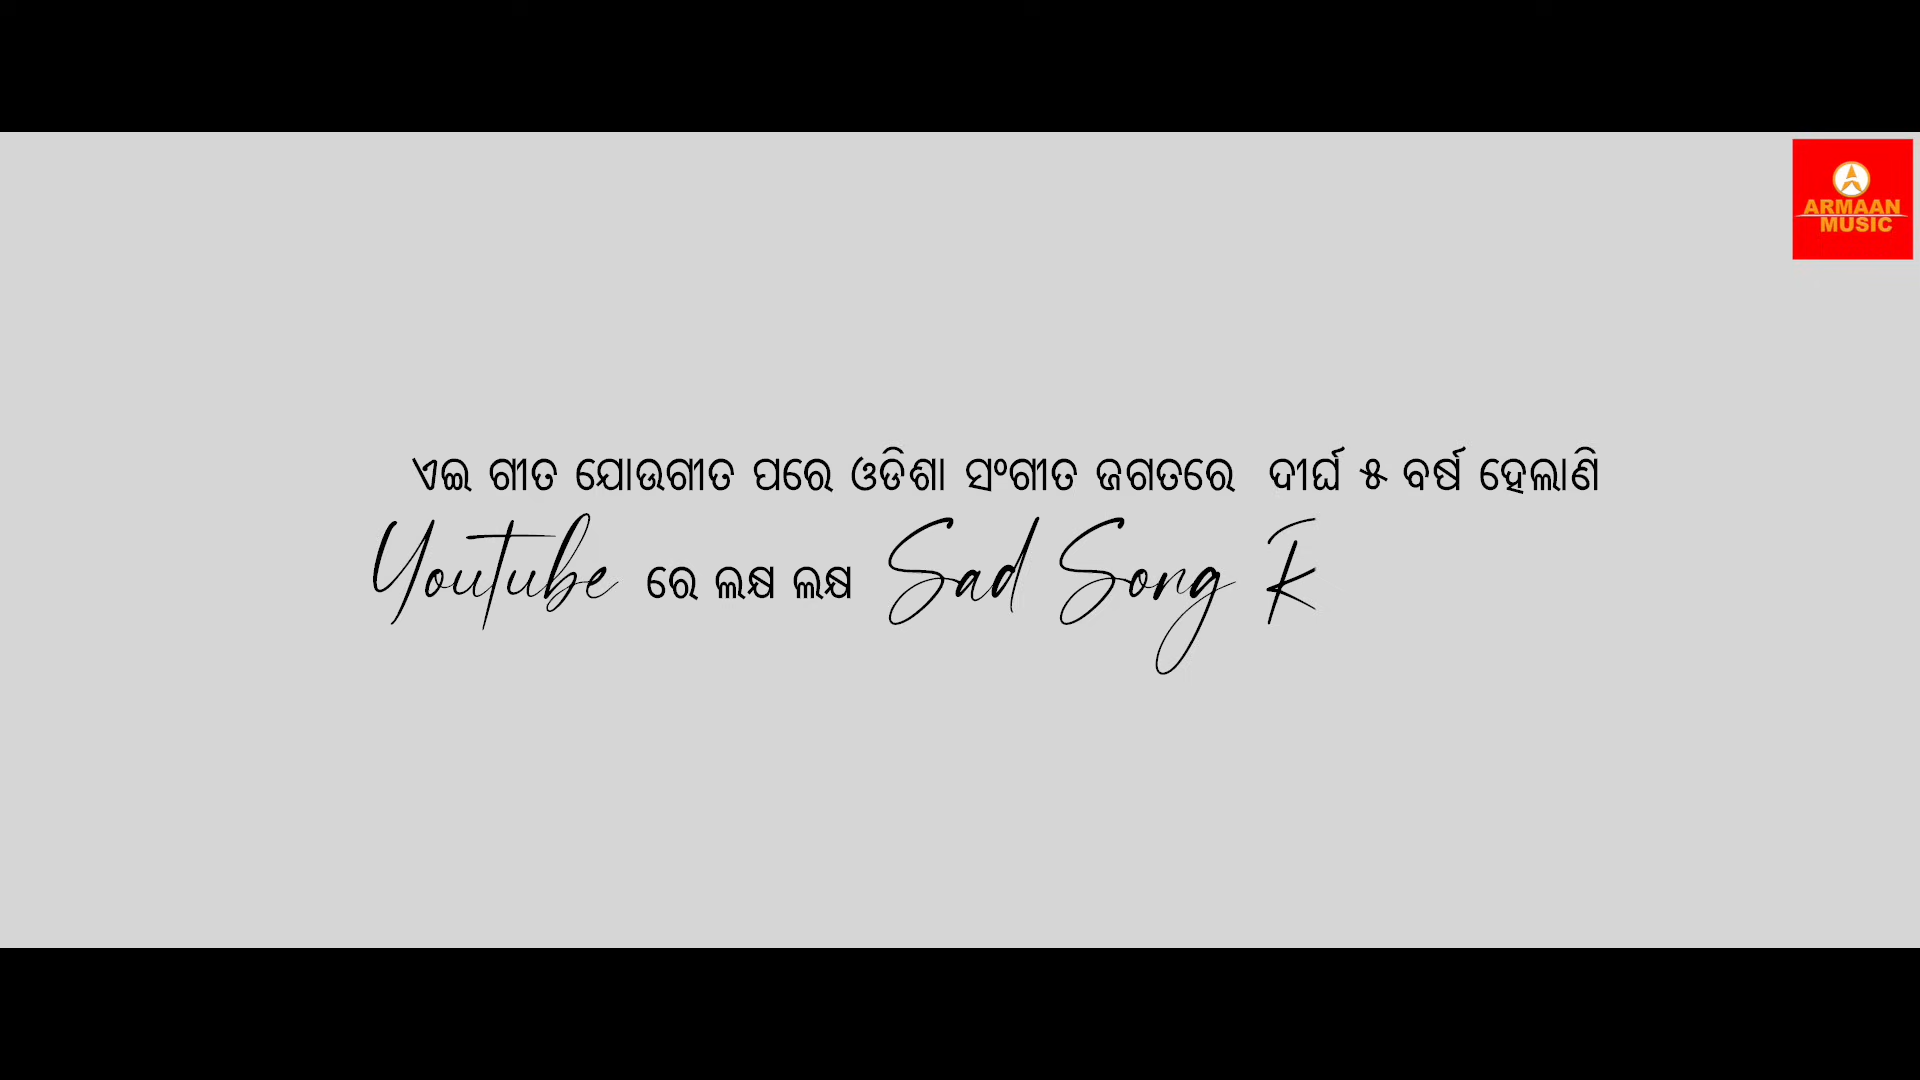 ARMAAN
MUSIC
ଏଇ ଗୀତ ଯୋଉଗୀତ ପରେ ଓଡିଶା ସଂଗୀତ ଜଗତରେ ଦୀର୍ଘ ୫ ବର୍ଷ ହେଲାଣି
Youtube ରେ ଲକ୍ଷ ଲକ୍ଷ Sad Song